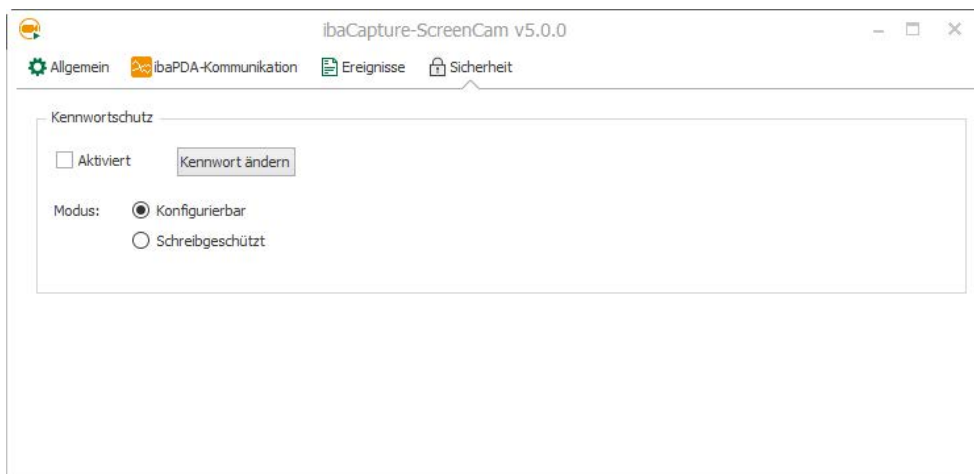 ibaCapture-ScreenCam v5.0.0
Allgemein ibaPDA-Kommunikation Ereignisse Sicherheit
Kennwortschutz
Aktiviert Kennwort ändern
Modus: Konfigurierbar
Schreibgeschützt